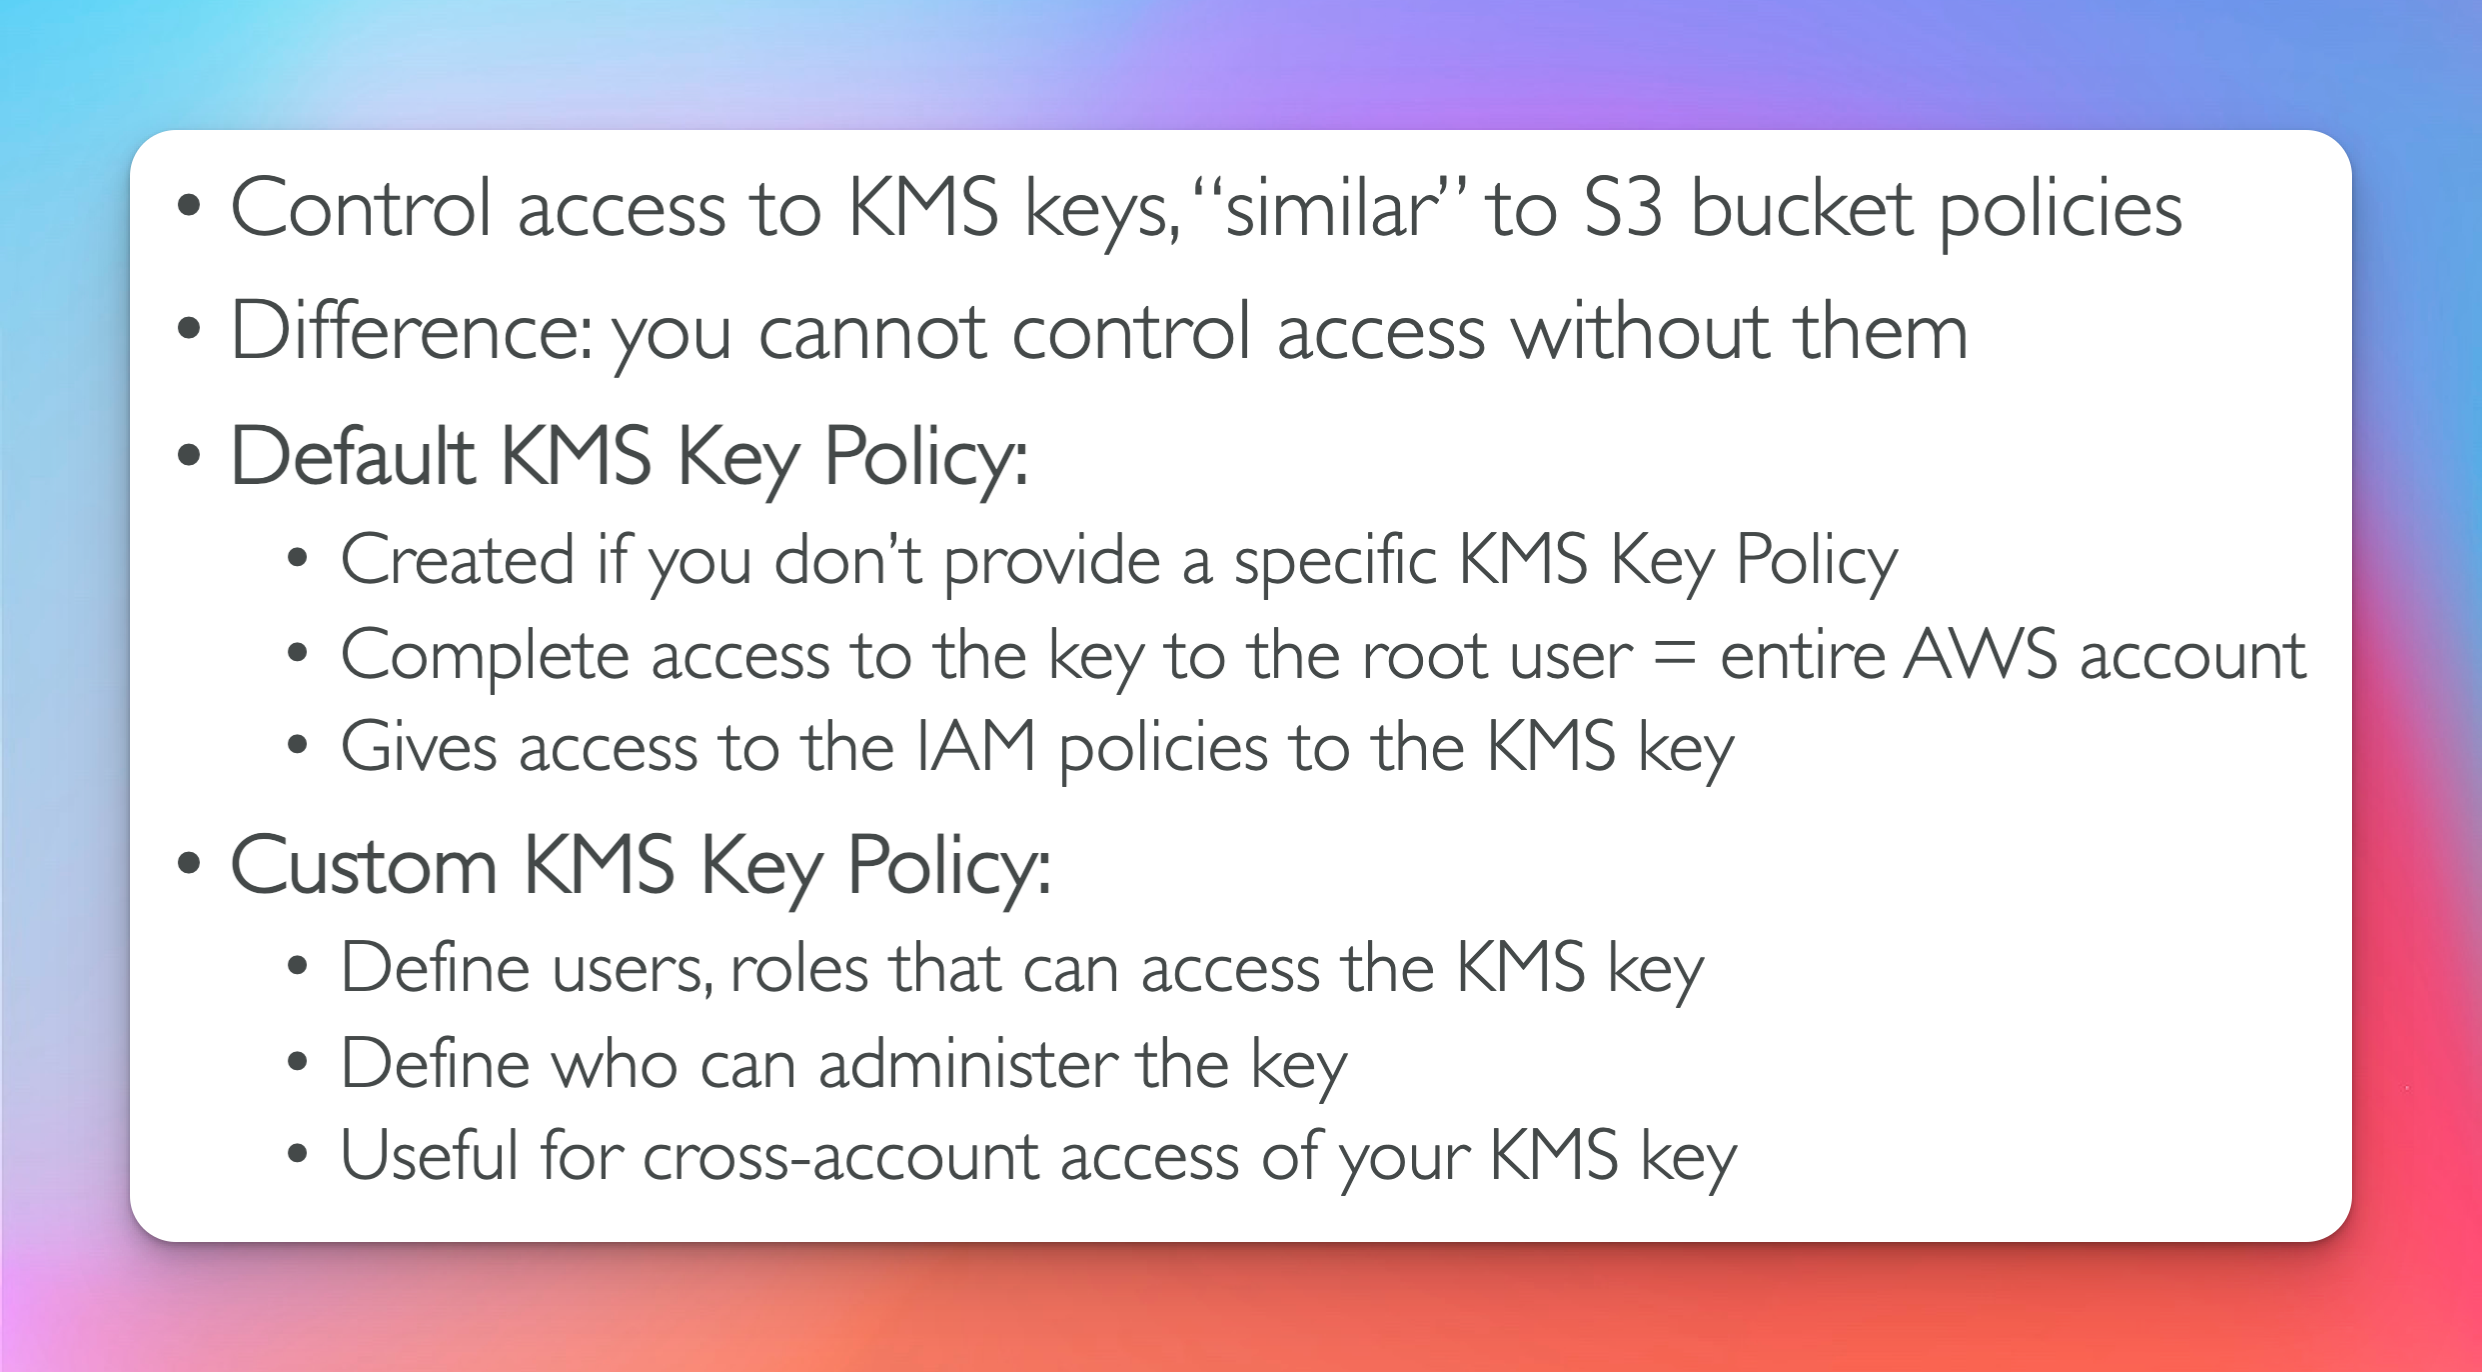 • Control access to KMS keys, “similar” to S3 bucket policies
• Difference: you cannot control access without them
• Default KMS Key Policy:
• Created if you don’t provide a specific KMS Key Policy
• Complete access to the key to the root user = entire AWS account
• Gives access to the IAM policies to the KMS key
• Custom KMS Key Policy:
• Define users, roles that can access the KMS key
• Define who can administer the key
• Useful for cross-account access of your KMS key